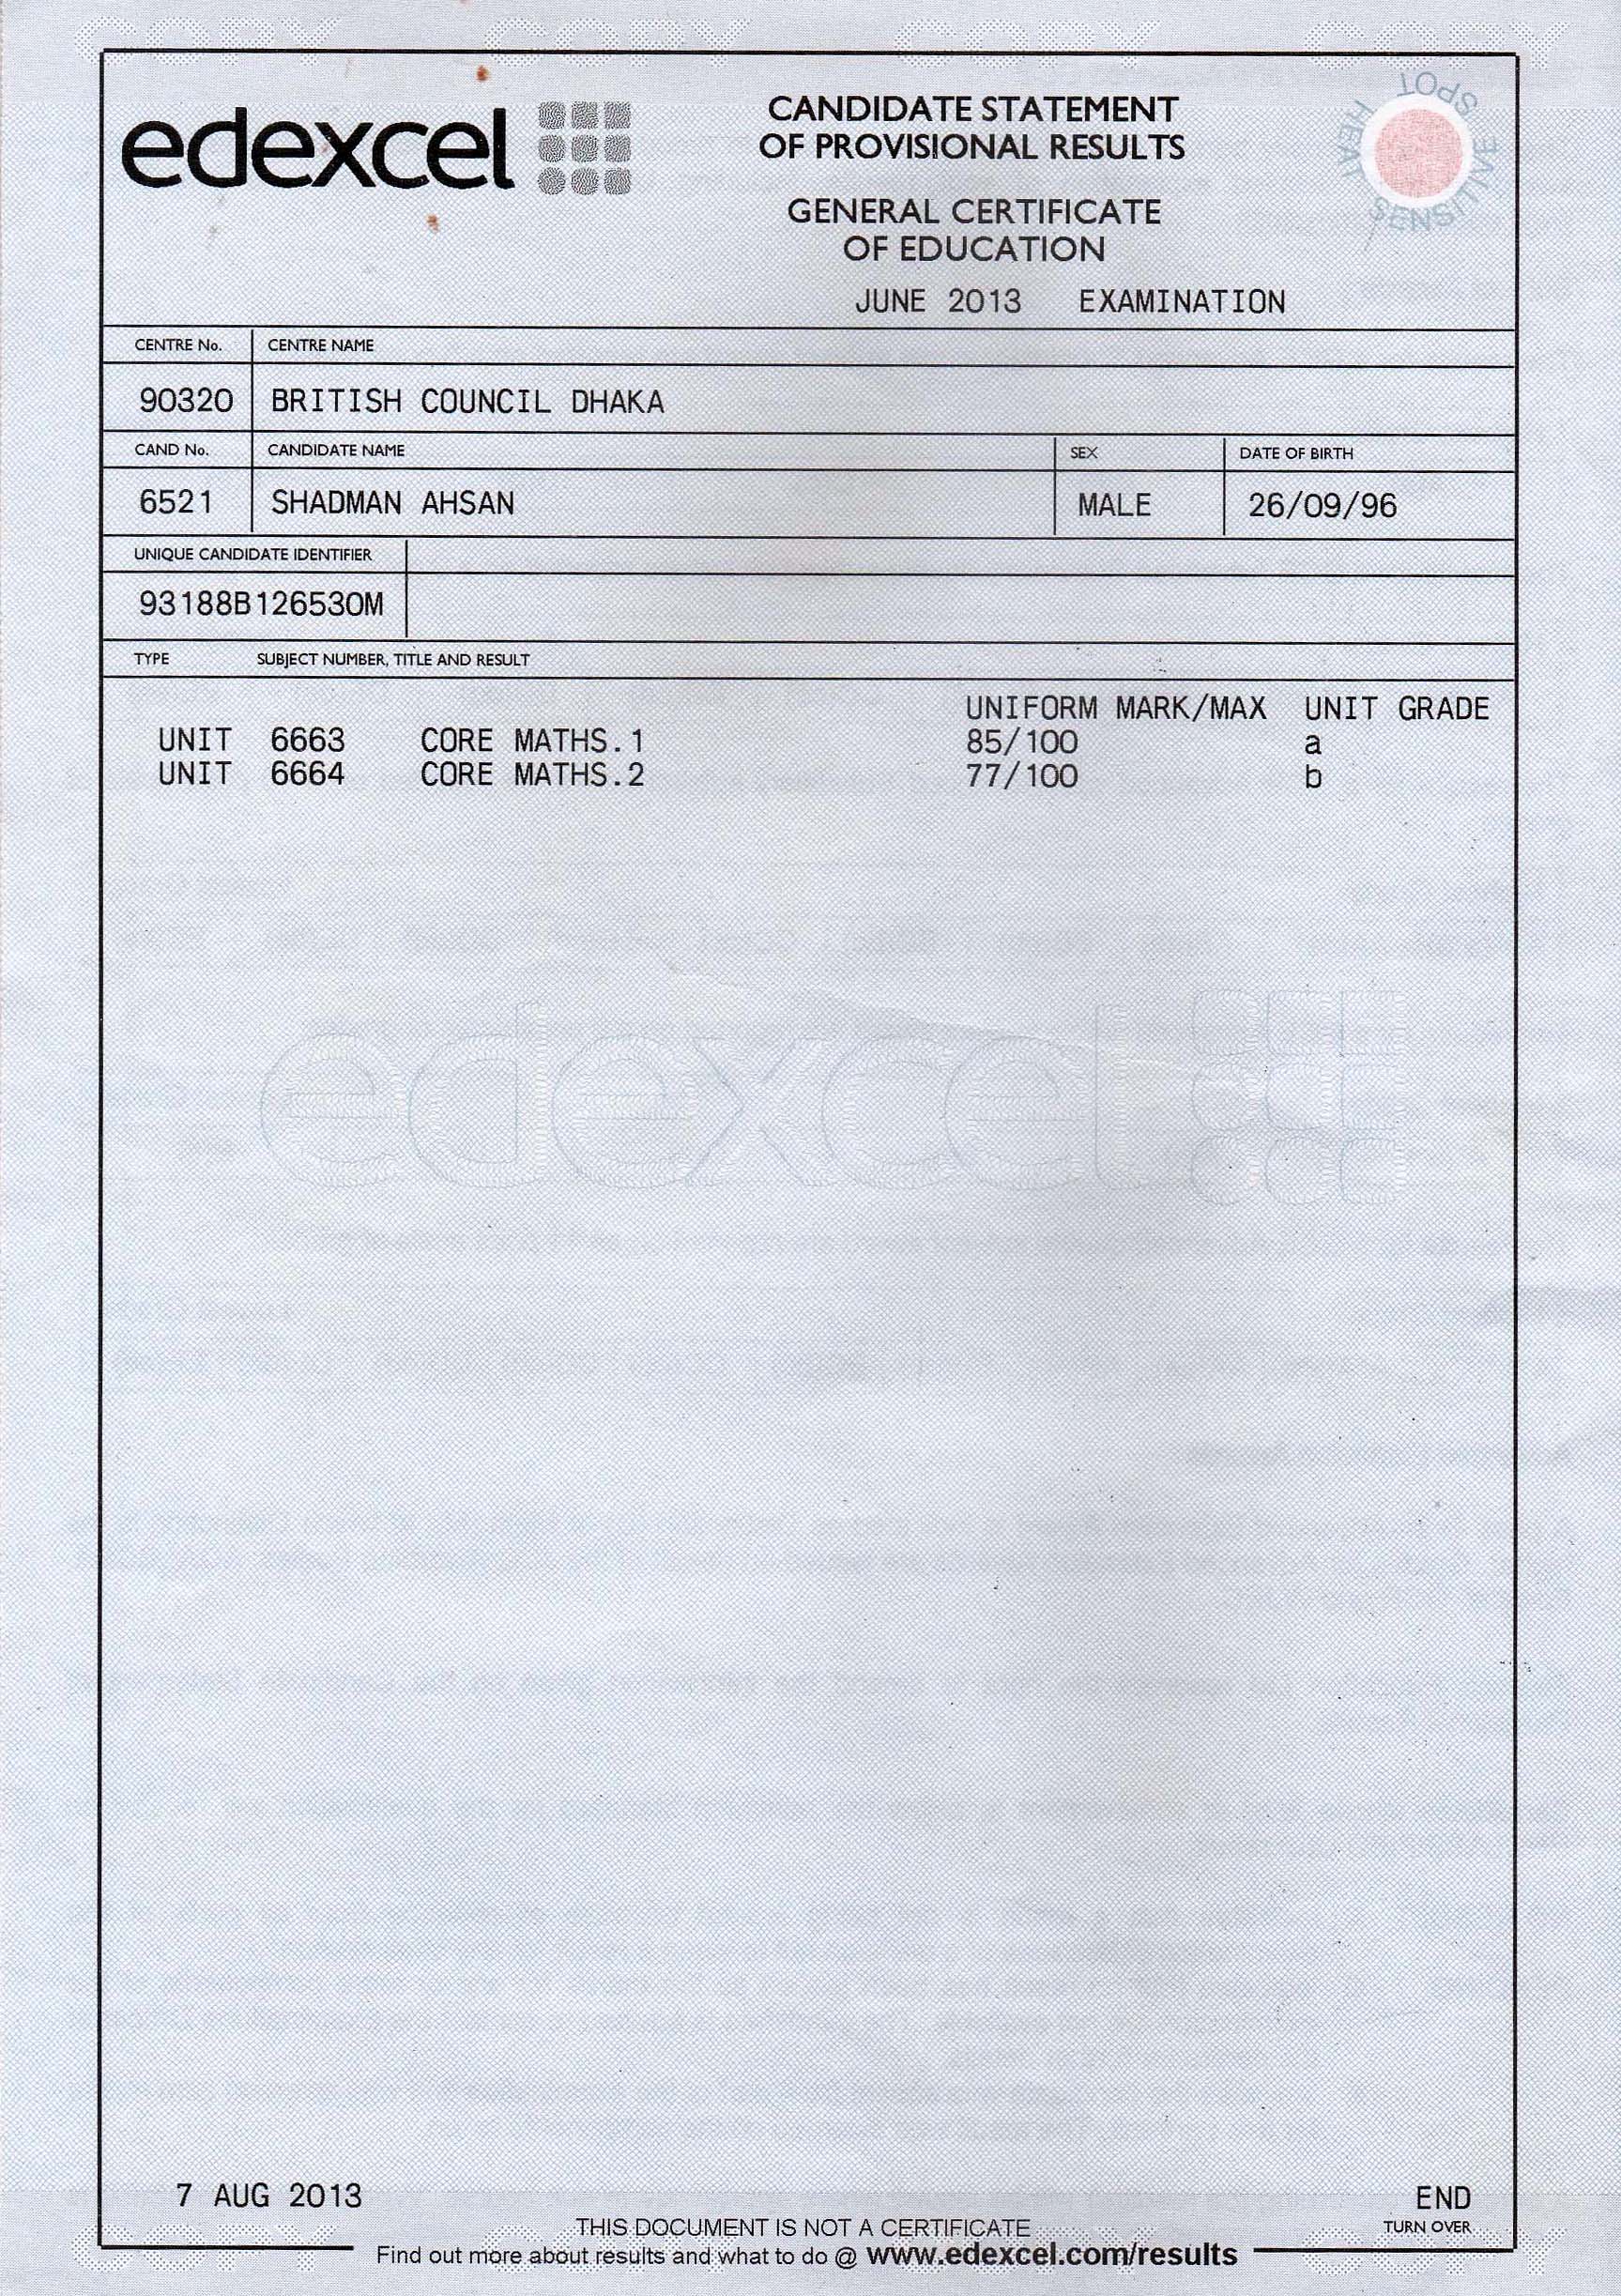 COPY COPY COPY COPY
edexcel
CANDIDATE STATEMENT
OF PROVISIONAL RESULTS
GENERAL CERTIFICATE
OF EDUCATION
JUNE 2013 EXAMINATION
HEAT SENSITIVE SPOT
CENTRE No. CENTRE NAME
90320 BRITISH COUNCIL DHAKA
CAND No. CANDIDATE NAME SEX DATE OF BIRTH
6521 SHADMAN AHSAN MALE 26/09/96
UNIQUE CANDIDATE IDENTIFIER
93188B126530M
TYPE SUBJECT NUMBER, TITLE AND RESULT
UNIFORM MARK/MAX UNIT GRADE
UNIT 6663 CORE MATHS.1 85/100 a
UNIT 6664 CORE MATHS.2 77/100 b
edexcel
7 AUG 2013 END
THIS DOCUMENT IS NOT A CERTIFICATE TURN OVER
Find out more about results and what to do @ www.edexcel.com/results
COPY COPY COPY COPY